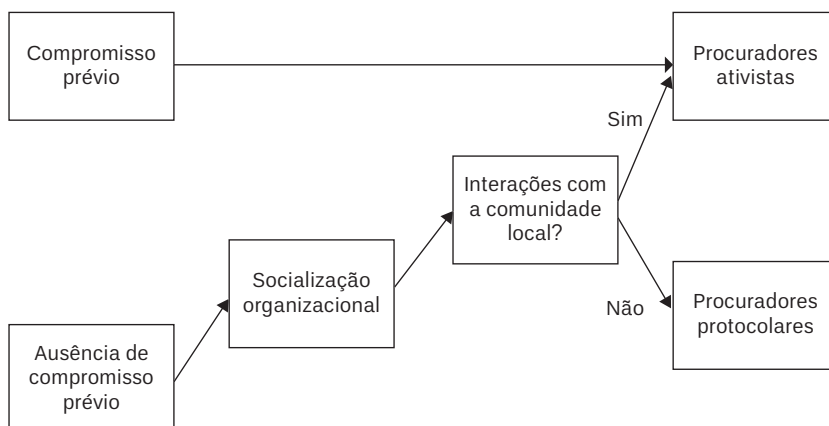 Compromisso
prévio
Procuradores
ativistas
Sim
Interações com
a comunidade
local?
Socialização
organizacional
Não
Procuradores
protocolares
Ausência de
compromisso
prévio